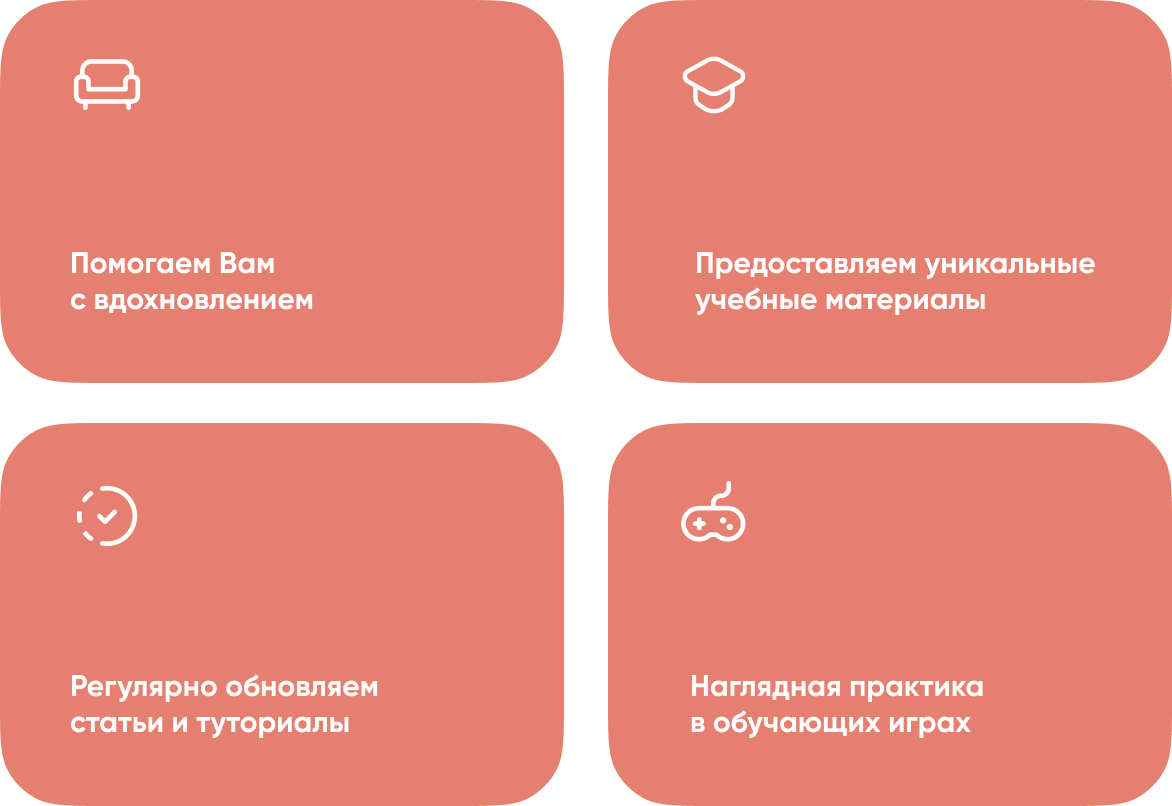 Помогаем Вам
с вдохновлением
Предоставляем уникальные
учебные материалы
Регулярно обновляем
статьи и туториалы
Наглядная практика
в обучающих играх